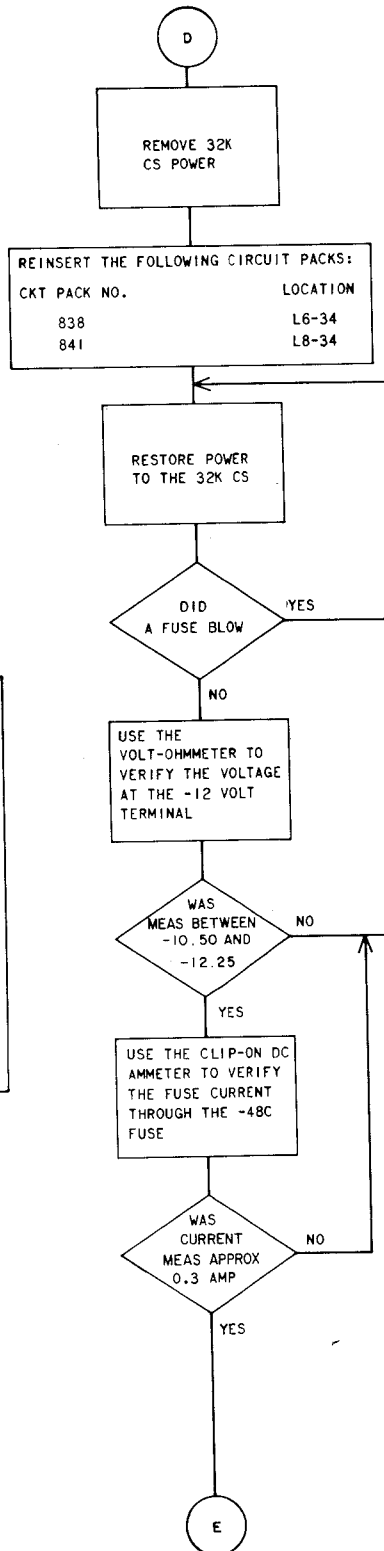 D
REMOVE 32K
CS POWER
REINSERT THE FOLLOWING CIRCUIT PACKS:
CKT PACK NO. LOCATION
838 L6-34
841 L8-34
RESTORE POWER
TO THE 32K CS
DID
A FUSE BLOW
YES
NO
USE THE
VOLT-OHMMETER TO
VERIFY THE VOLTAGE
AT THE -12 VOLT
TERMINAL
WAS
MEAS BETWEEN
-10.50 AND
-12.25
NO
YES
USE THE CLIP-ON DC
AMMETER TO VERIFY
THE FUSE CURRENT
THROUGH THE -48C
FUSE
WAS
CURRENT
MEAS APPROX
0.3 AMP
NO
YES
E